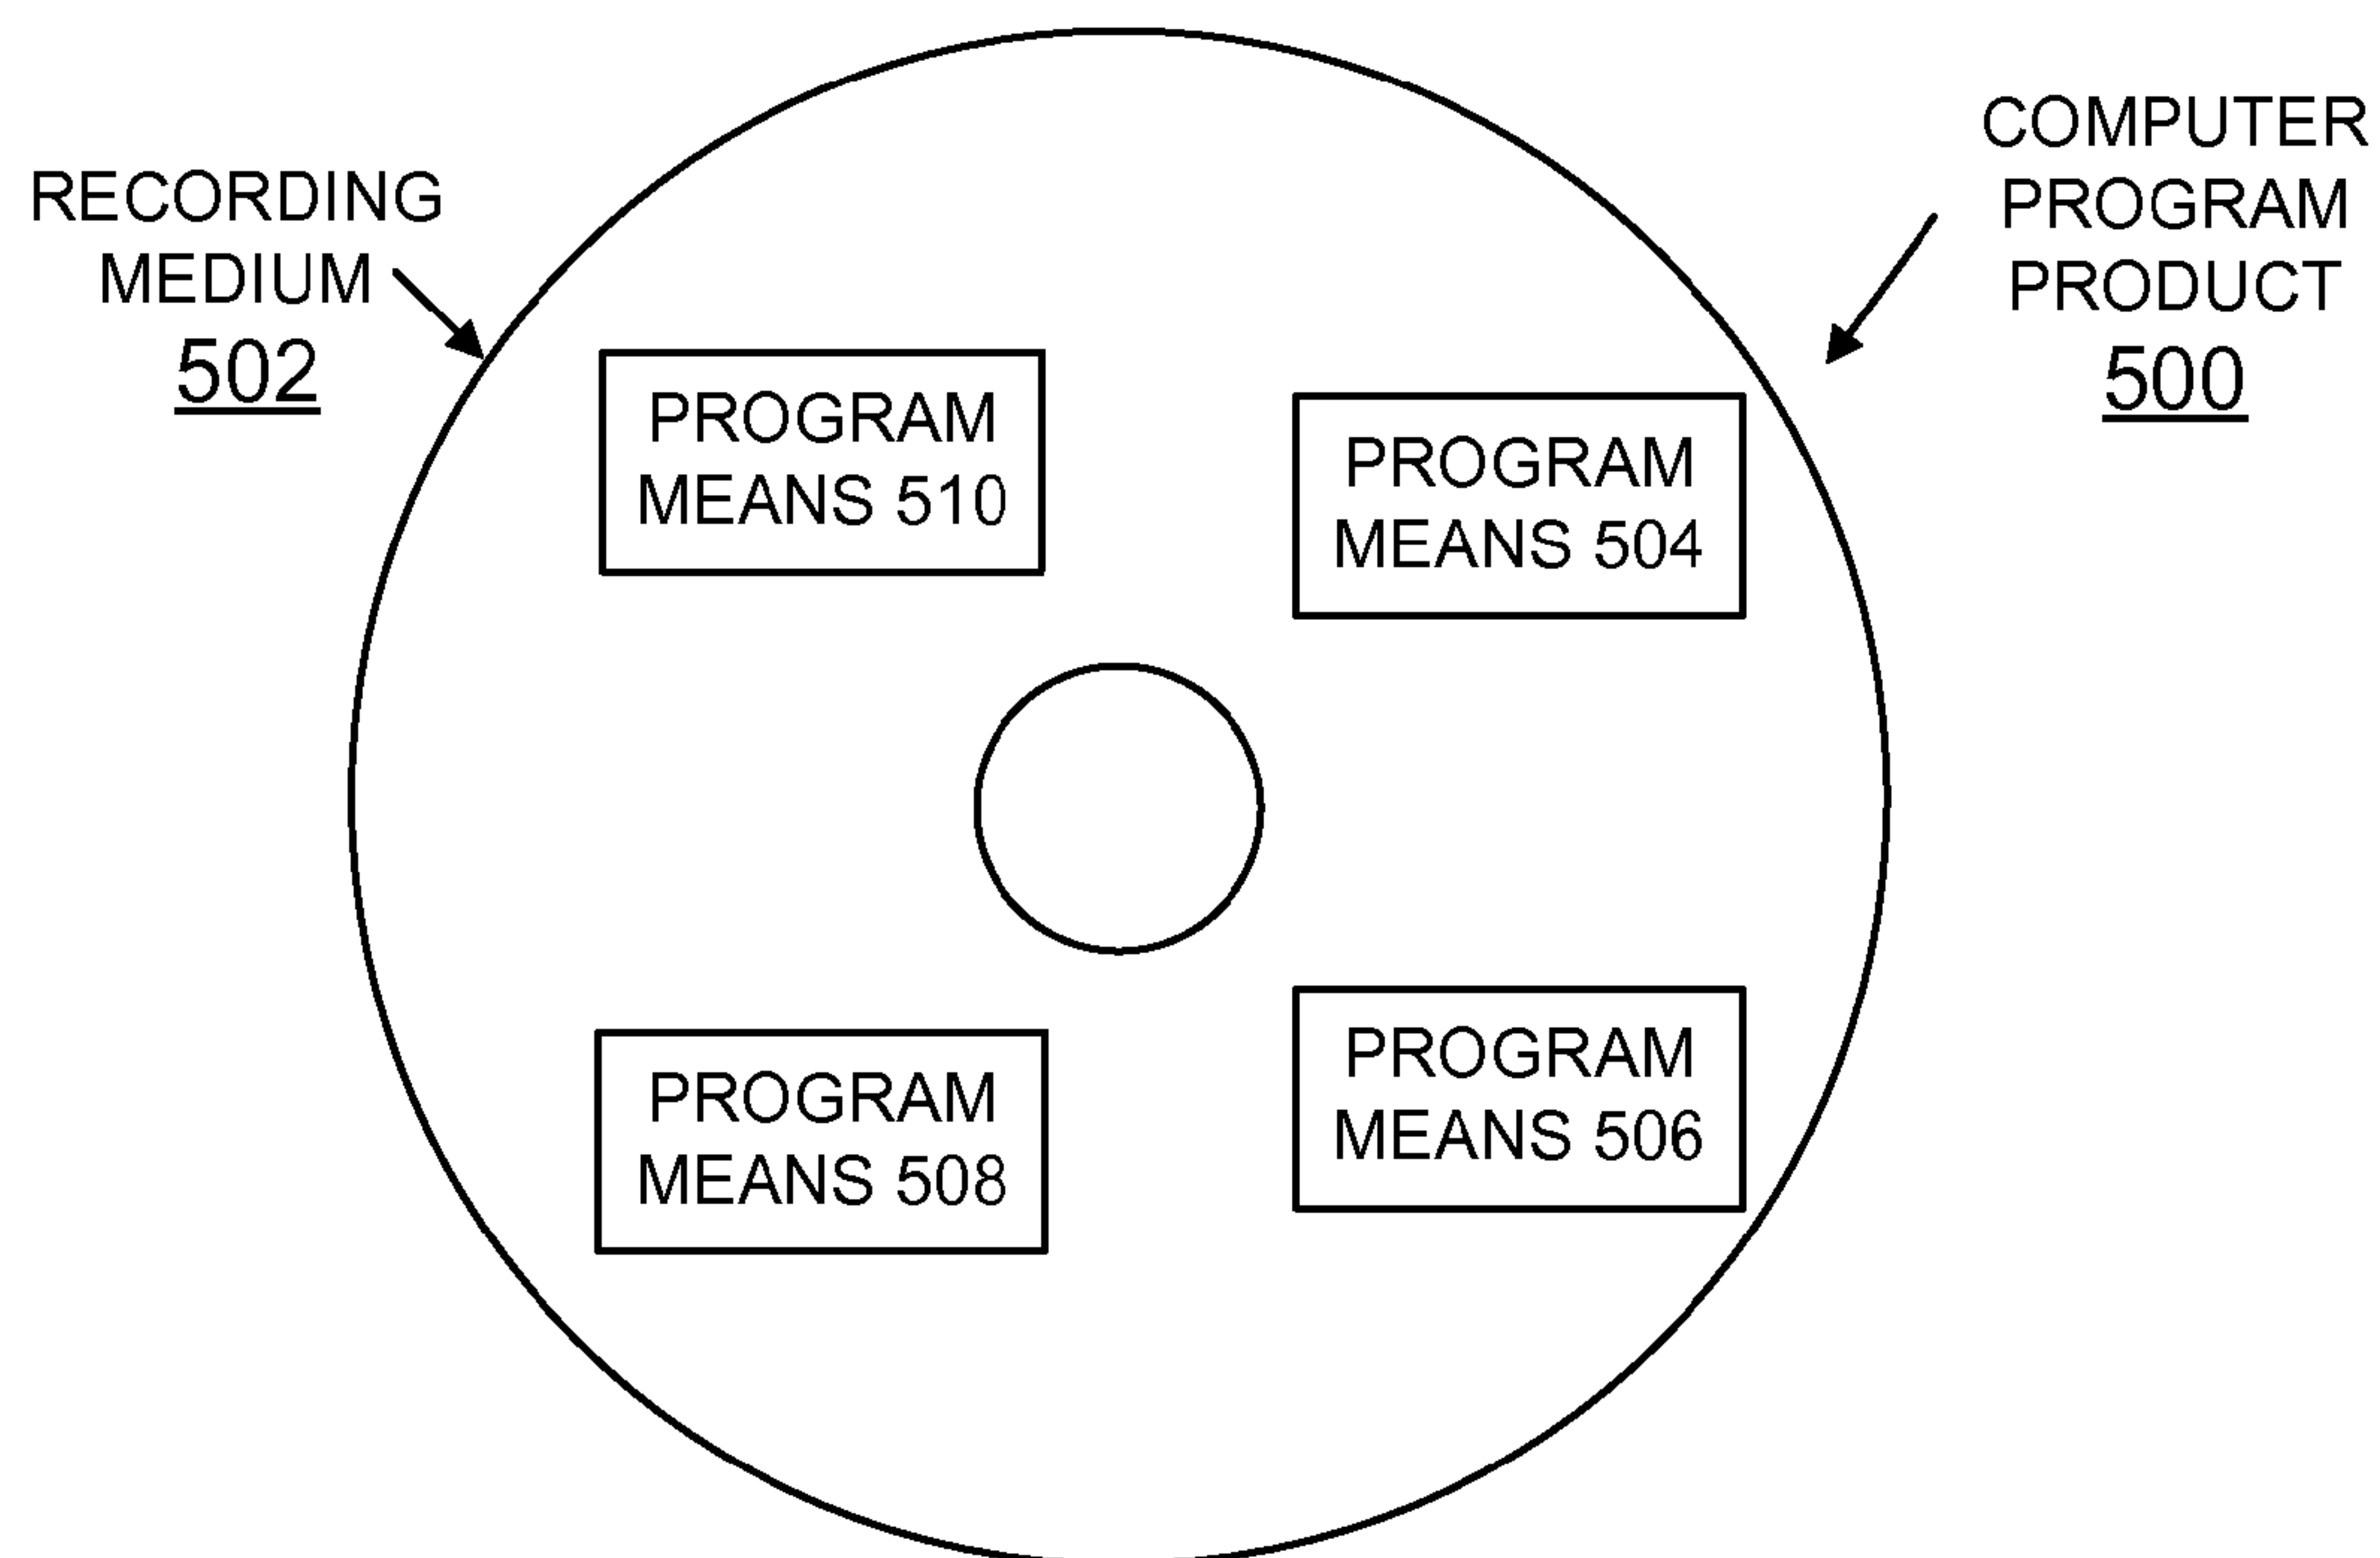 RECORDING
MEDIUM
502
COMPUTER
PROGRAM
PRODUCT
500
PROGRAM
MEANS 510
PROGRAM
MEANS 504
PROGRAM
MEANS 508
PROGRAM
MEANS 506